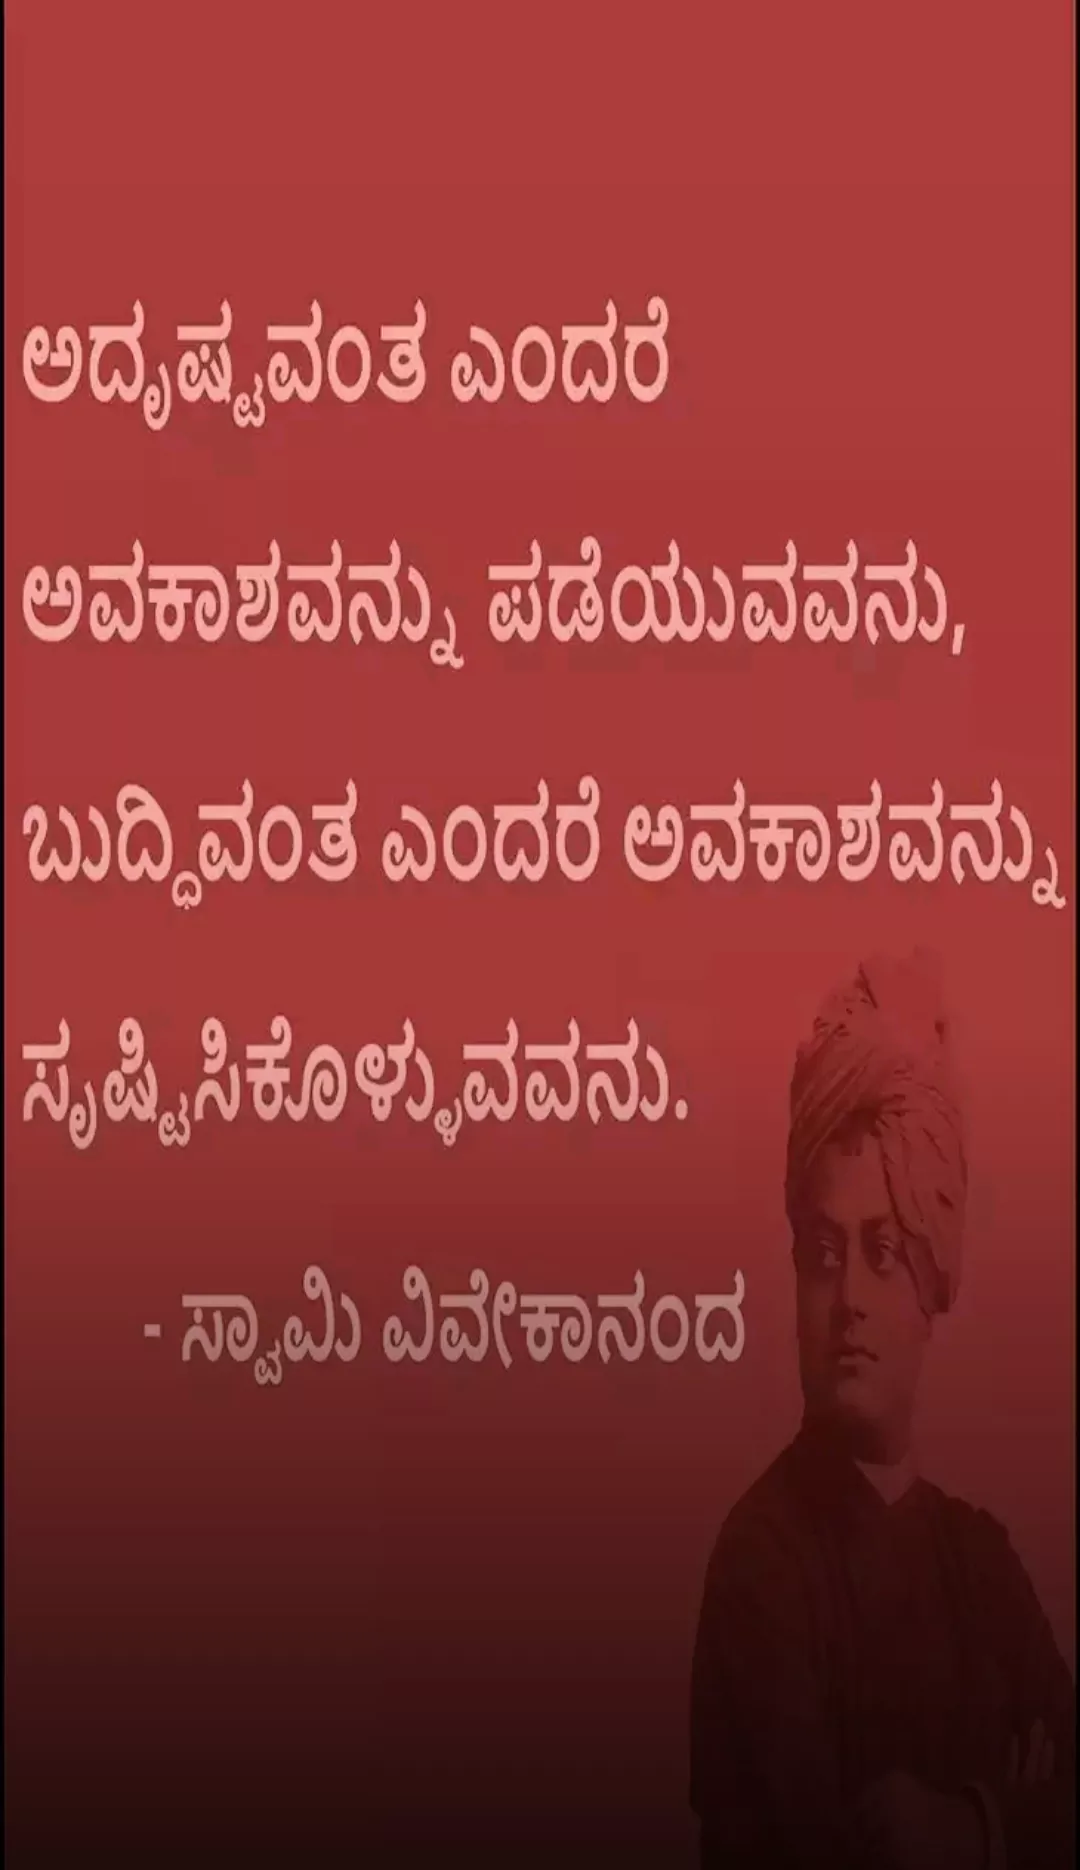 ಅದೃಷ್ಟವಂತ ಎಂದರೆ
ಅವಕಾಶವನ್ನು ಪಡೆಯುವವನು,
ಬುದ್ಧಿವಂತ ಎಂದರೆ ಅವಕಾಶವನ್ನು
ಸೃಷ್ಟಿಸಿಕೊಳ್ಳುವವನು.
- ಸ್ವಾಮಿ ವಿವೇಕಾನಂದ